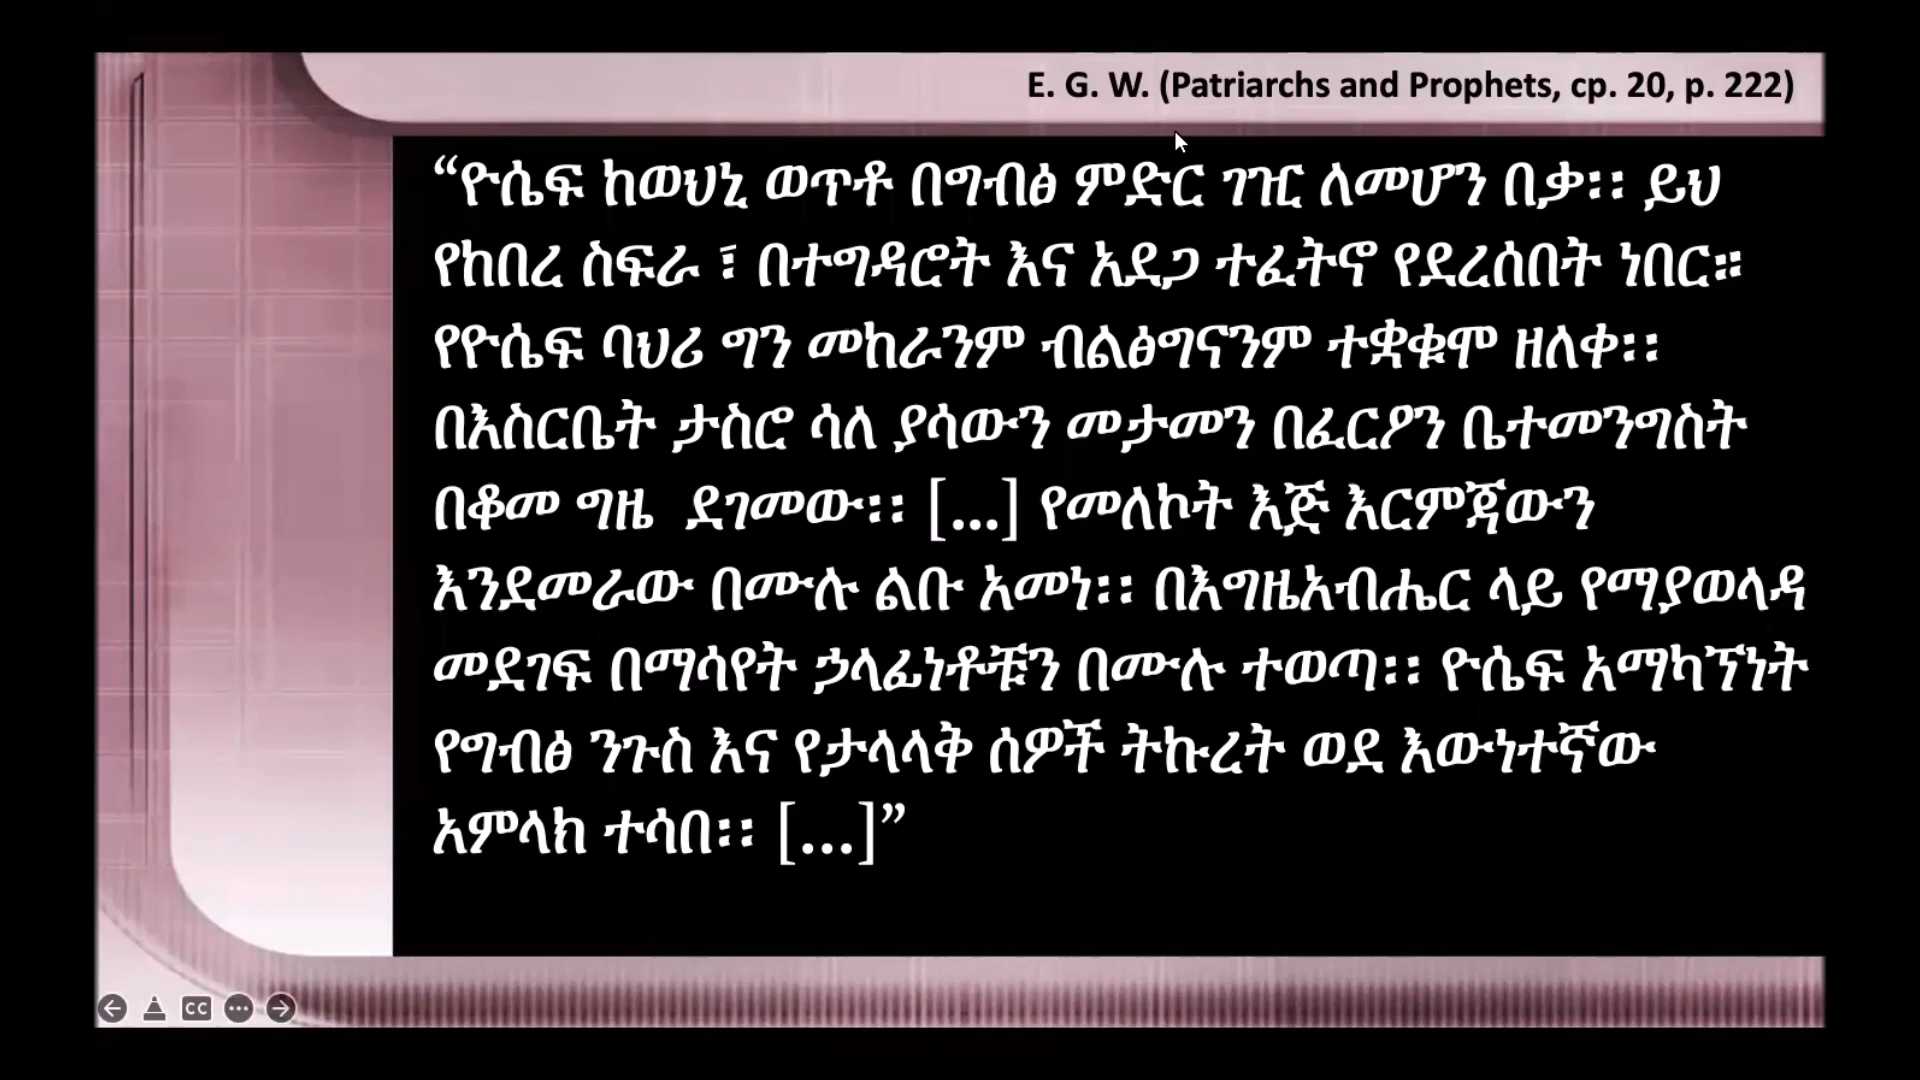 E. G. W. (Patriarchs and Prophets, cp. 20, p. 222)
“ዮሴፍ ከወህኒ ወጥቶ በግብፅ ምድር ገዢ ለመሆን በቃ፡፡ ይህ
የከበረ ስፍራ ፣ በተግዳሮት እና አደጋ ተፈትኖ የደረሰበት ነበር።
የዮሴፍ ባህሪ ግን መከራንም ብልፅግናንም ተቋቁሞ ዘለቀ፡፡
በእስርቤት ታስሮ ሳለ ያሳውን መታመን በፈርዖን ቤተመንግስት
በቆመ ግዜ ደገመው፡፡ [...] የመለኮት እጅ እርምጃውን
እንደመራው በሙሉ ልቡ አመነ፡፡ በእግዜአብሔር ላይ የማያወላዳ
መደገፍ በማሳየት ኃላፊነቶቹን በሙሉ ተወጣ፡፡ ዮሴፍ አማካኘነት
የግብፅ ንጉስ እና የታላላቅ ሰዎች ትኩረት ወደ እውነተኛው
አምላክ ተሳበ፡፡ [...]”
CC